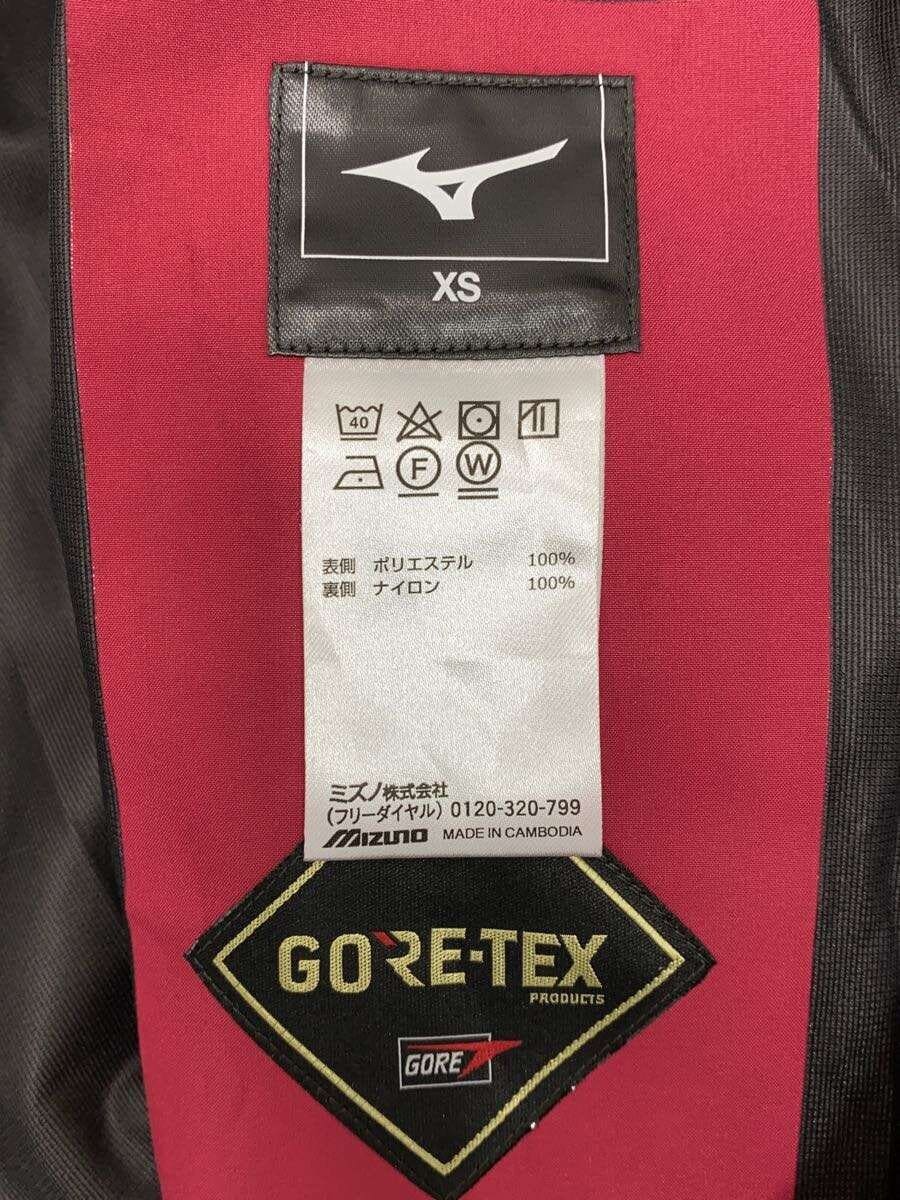 XS
40
F W
表側 ポリエステル 100%
裏側 ナイロン 100%
ミズノ株式会社
(フリーダイヤル) 0120-320-799
MIZUNO MADE IN CAMBODIA
GORE-TEX
PRODUCTS
GORE